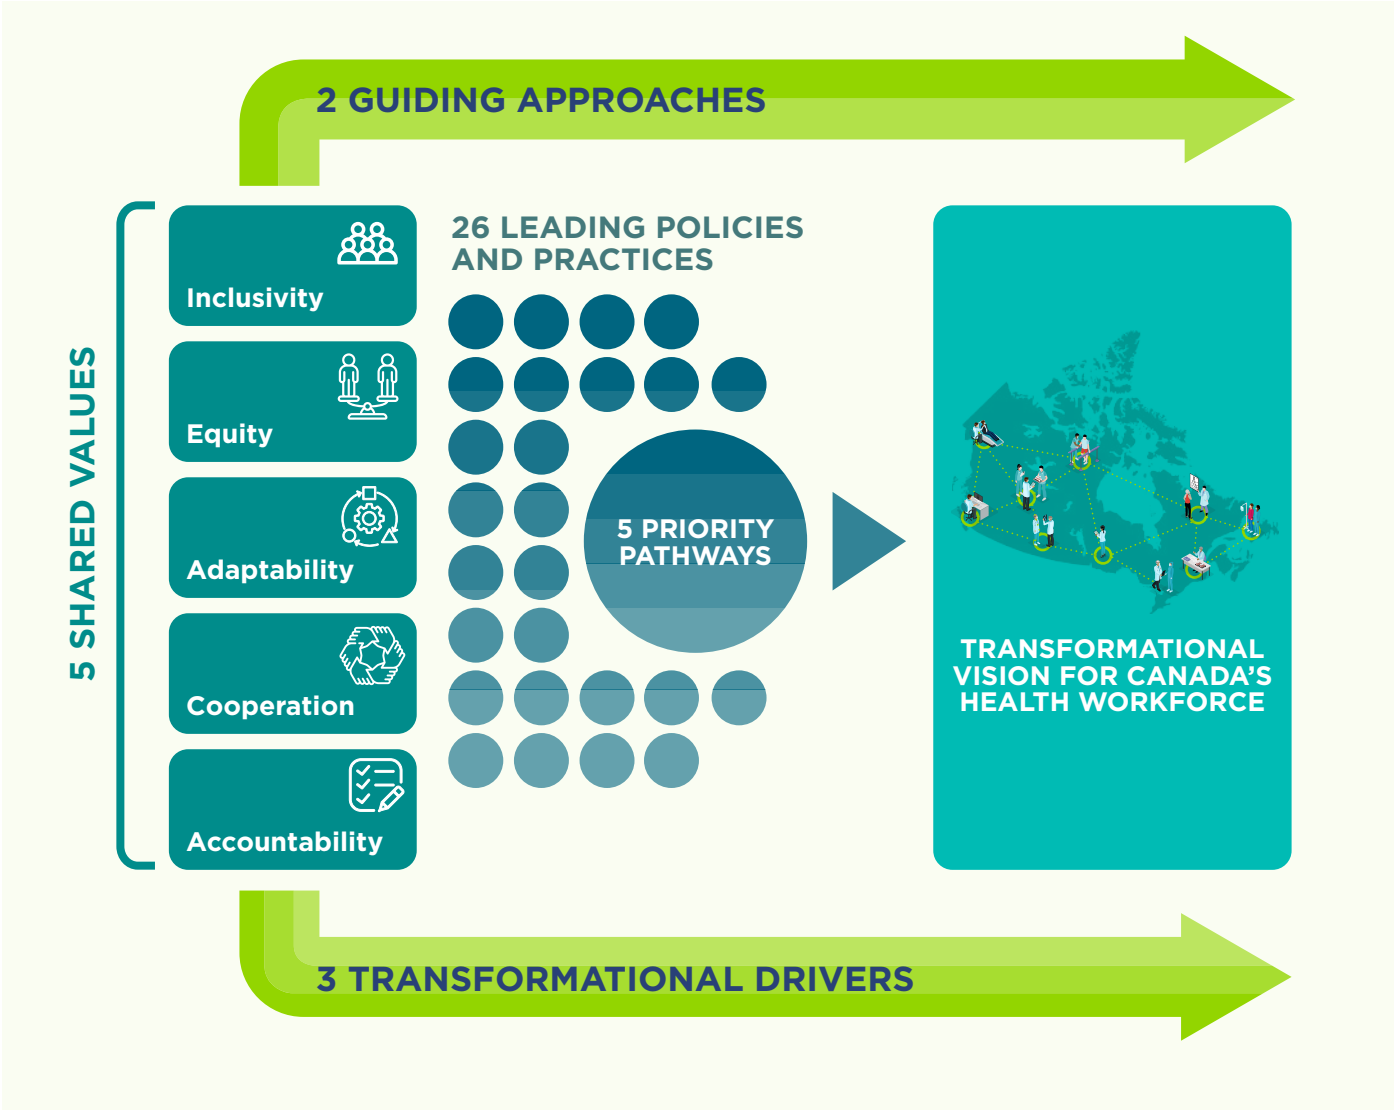 2 GUIDING APPROACHES
5 SHARED VALUES
Inclusivity
Equity
Adaptability
Cooperation
Accountability
26 LEADING POLICIES
AND PRACTICES
5 PRIORITY
PATHWAYS
TRANSFORMATIONAL
VISION FOR CANADA’S
HEALTH WORKFORCE
3 TRANSFORMATIONAL DRIVERS